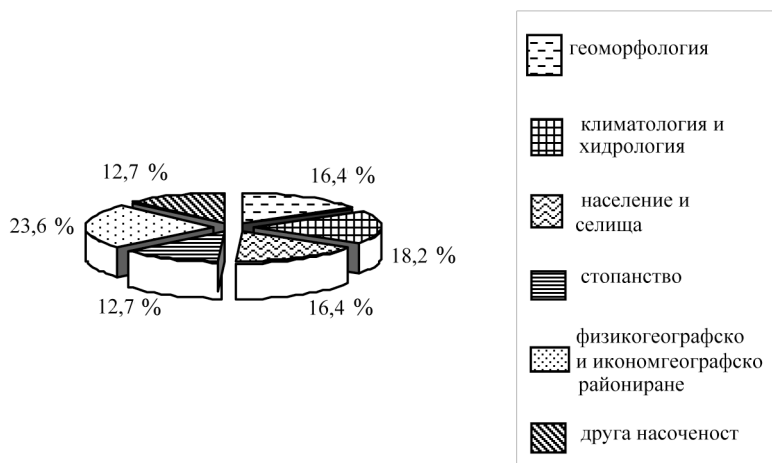 12,7 %
16,4 %
23,6 %
18,2 %
12,7 %
16,4 %
геоморфология
климатология и
хидрология
население и
селища
стопанство
физикогеографско
и икономгеографско
райониране
друга насоченост